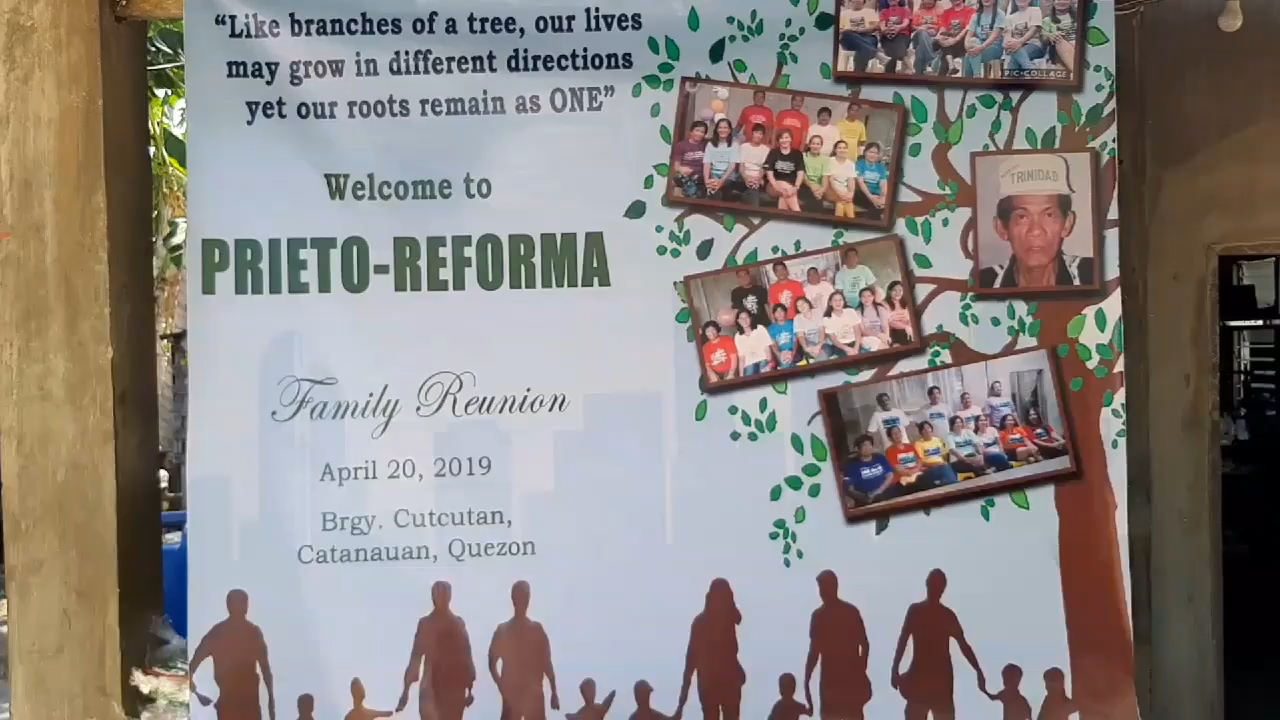 “Like branches of a tree, our lives
may grow in different directions
yet our roots remain as ONE”
Welcome to
PRIETO-REFORMA
Family Reunion
April 20, 2019
Brgy. Cutcutan,
Catanauan, Quezon
PIC•COLLAGE
TRINIDAD